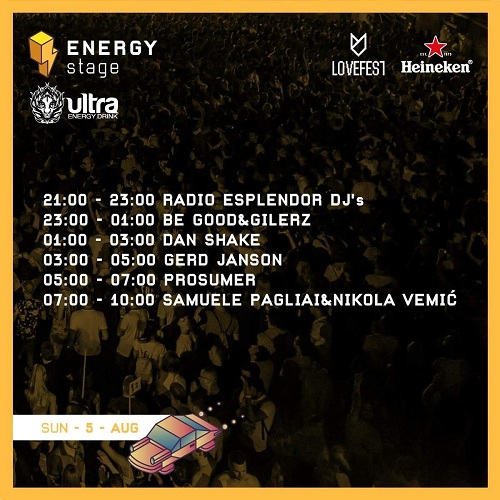 ENERGY
stage
LOVEFEST
EST 1873
Heineken®
ultra
ENERGY DRINK
21:00 - 23:00 RADIO ESPLENDOR DJ's
23:00 - 01:00 BE GOOD&GILERZ
01:00 - 03:00 DAN SHAKE
03:00 - 05:00 GERD JANSON
05:00 - 07:00 PROSUMER
07:00 - 10:00 SAMUELE PAGLIAI&NIKOLA VEMIĆ
SUN - 5 - AUG